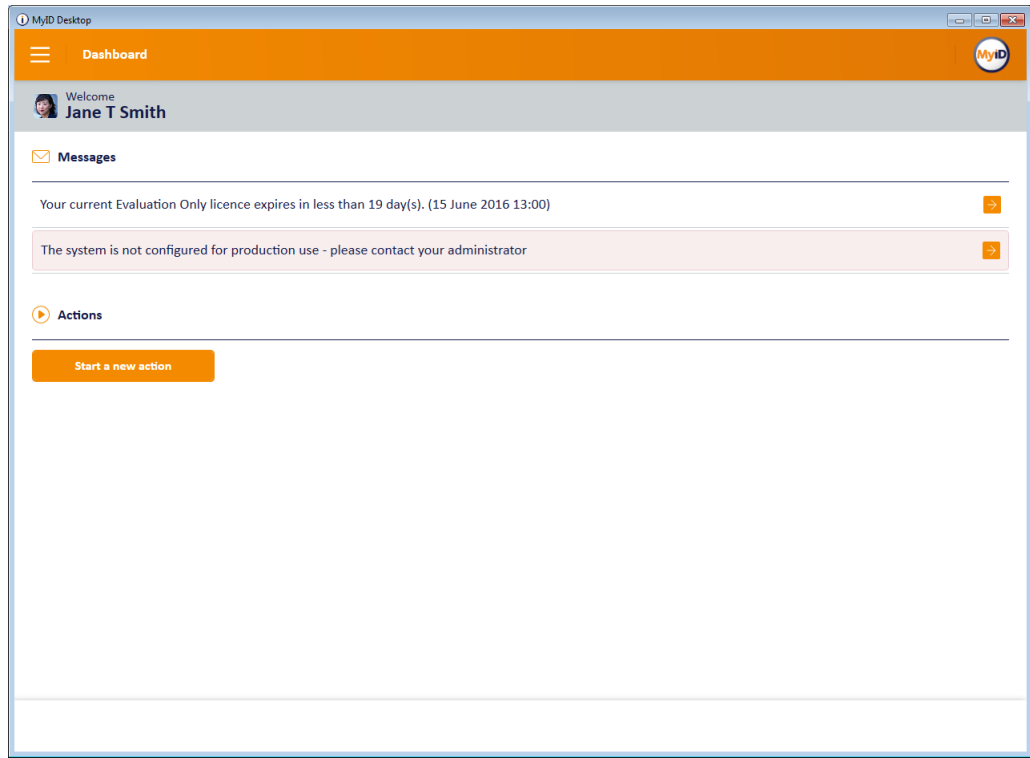 MyID Desktop
Dashboard
MyID
Welcome
Jane T Smith
Messages
Your current Evaluation Only licence expires in less than 19 day(s). (15 June 2016 13:00)
The system is not configured for production use - please contact your administrator
Actions
Start a new action